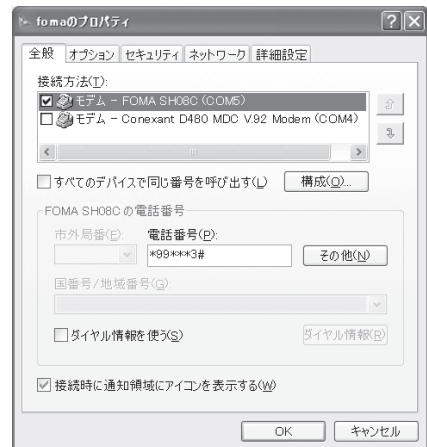 fomaのプロパティ
全般 オプション セキュリティ ネットワーク 詳細設定
接続方法(T):
モデム - FOMA SH08C (COM5)
モデム - Conexant D480 MDC V.92 Modem (COM4)
すべてのデバイスで同じ番号を呼び出す(L) 構成(O)...
FOMA SH08C の電話番号
市外局番(E): 電話番号(P):
*99***3# その他(N)
国番号/地域番号(G):
ダイヤル情報を使う(S) ダイヤル情報(R)
接続時に通知領域にアイコンを表示する(W)
OK キャンセル